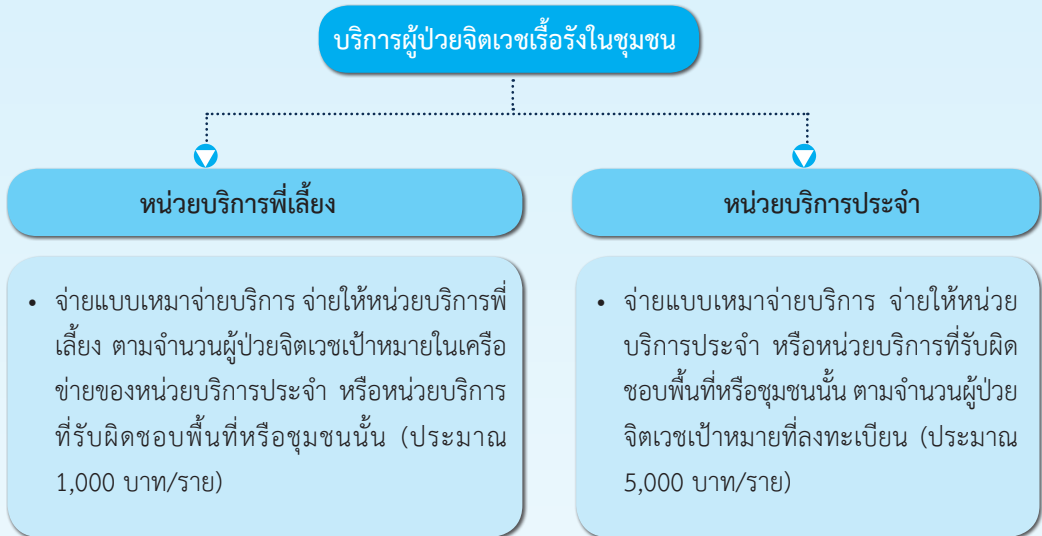 บริการผู้ป่วยจิตเวชเรื้อรังในชุมชน
หน่วยบริการพี่เลี้ยง
• จ่ายแบบเหมาจ่ายบริการ จ่ายให้หน่วยบริการพี่
เลี้ยง ตามจำนวนผู้ป่วยจิตเวชเป้าหมายในเครือ
ข่ายของหน่วยบริการประจำ หรือหน่วยบริการ
ที่รับผิดชอบพื้นที่หรือชุมชนนั้น (ประมาณ
1,000 บาท/ราย)
หน่วยบริการประจำ
• จ่ายแบบเหมาจ่ายบริการ จ่ายให้หน่วย
บริการประจำ หรือหน่วยบริการที่รับผิด
ชอบพื้นที่หรือชุมชนนั้น ตามจำนวนผู้ป่วย
จิตเวชเป้าหมายที่ลงทะเบียน (ประมาณ
5,000 บาท/ราย)